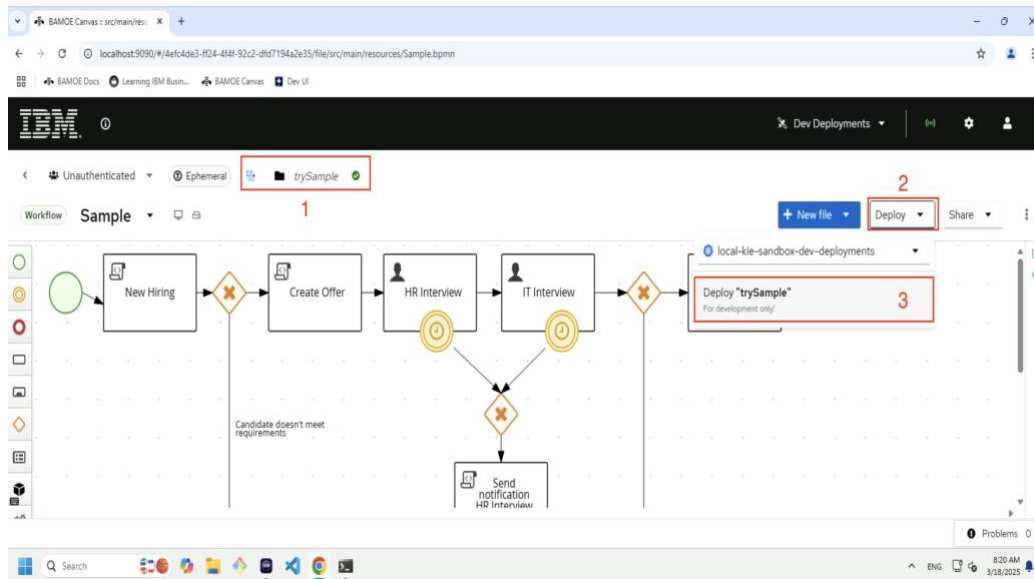 BAMOE Canvas :: src/main/res
localhost:9090/#/4efc4de3-ff24-4f4f-92c2-dfd7194a2e35/file/src/main/resources/Sample.bpmn
BAMOE Docs Learning IBM Busin... BAMOE Canvas Dev UI
IBM Dev Deployments
Unauthenticated Ephemeral trySample
1
2
Workflow Sample New file Deploy Share
local-kie-sandbox-dev-deployments
Deploy "trySample" 3
For development only!
New Hiring
Create Offer
HR Interview
IT Interview
Candidate doesn't meet
requirements
Send
notification
HR Interview
Problems 0
Search
ENG
8:20 AM
3/18/2025